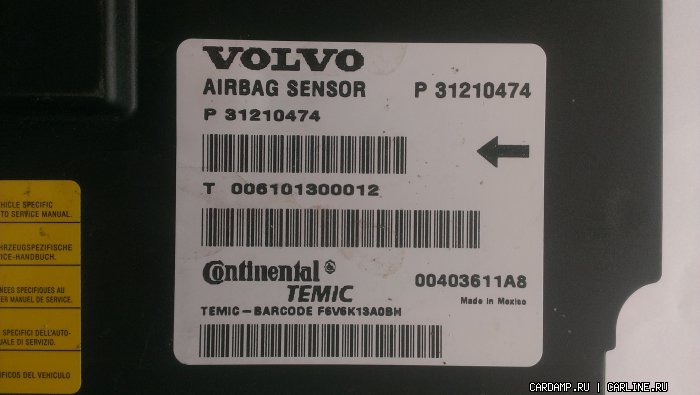 VOLVO
AIRBAG SENSOR P 31210474
P 31210474
T 006101300012
Continental
TEMIC
00403611A8
Made in Mexico
TEMIC-BARCODE F6V6K13A0BH
VEHICLE SPECIFIC
TO SERVICE MANUAL.
HRZEUGSPEZIFISCHE
ICE-HANDBUCH.
NEES SPECIFIQUES AU
ER MANUEL DE SERVICE.
SPECIFICI DELL'AUTO-
UALE DI SERVIZIO.
IFICOS DEL VEHICULO
CARDAMP.RU | CARLINE.RU